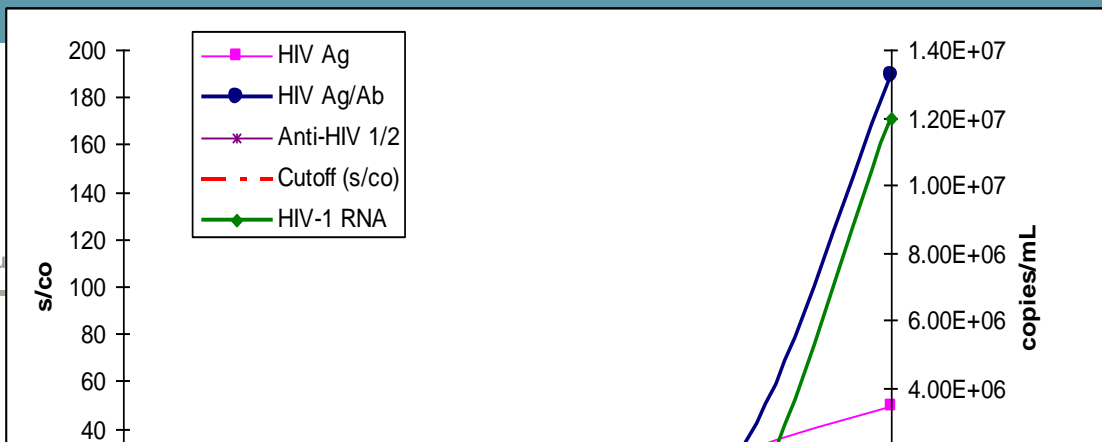 HIV Ag
HIV Ag/Ab
Anti-HIV 1/2
Cutoff (s/co)
HIV-1 RNA
200
180
160
140
120
100
80
60
40
s/co
1.40E+07
1.20E+07
1.00E+07
8.00E+06
6.00E+06
4.00E+06
copies/mL